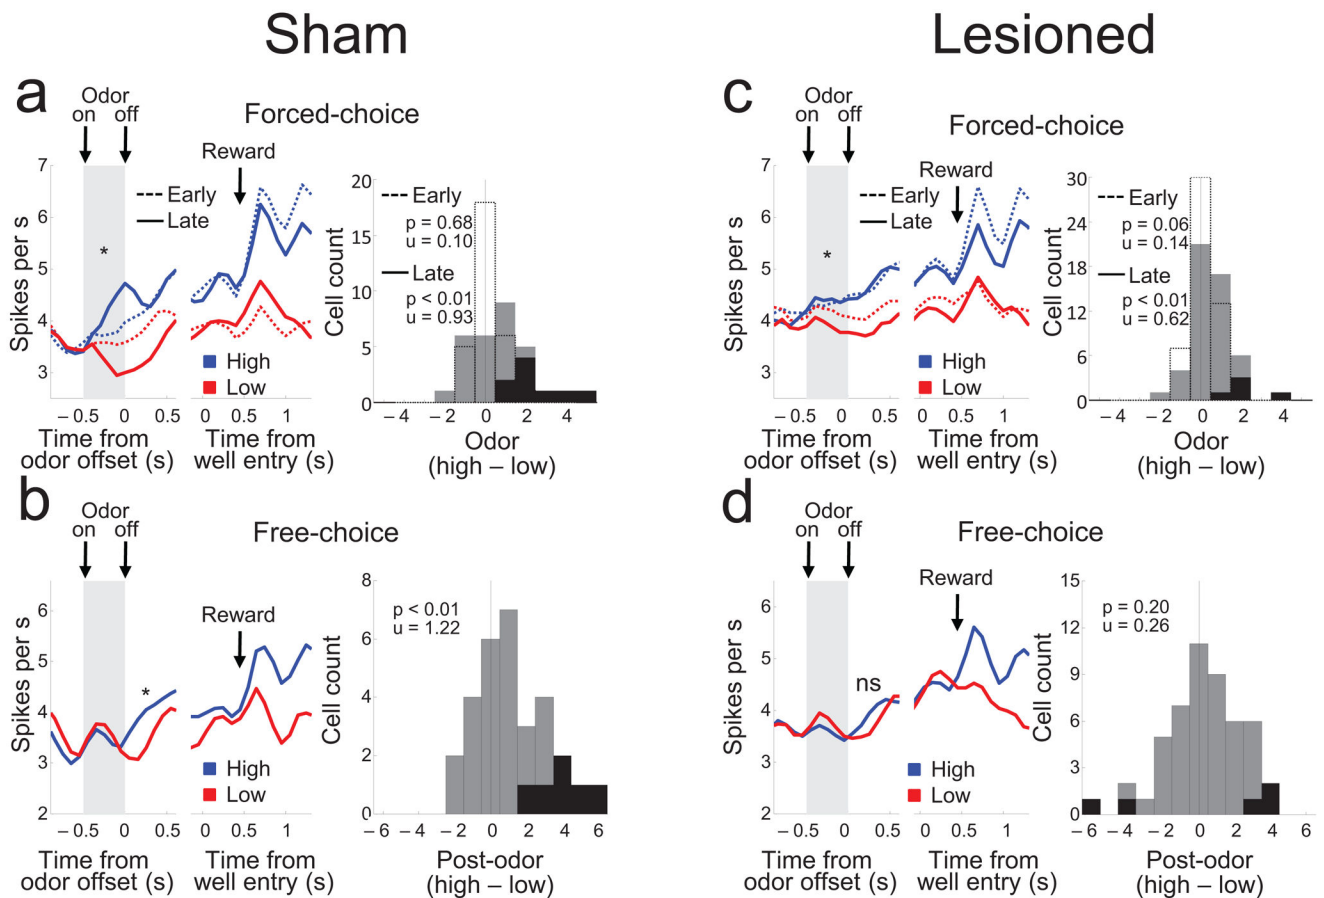 Sham
Lesioned
a
Odor
on off
Forced-choice
Reward
Early
Late
*
Spikes per s
7
6
5
4
3
High
Low
– 0.5 0 0.5
Time from
odor offset (s)
0 0.5 1
Time from
well entry (s)
Cell count
20
15
10
5
0
Early
p = 0.68
u = 0.10
Late
p < 0.01
u = 0.93
–4 –2 0 2 4
Odor
(high – low)
c
Odor
on off
Forced-choice
Reward
Early
Late
*
Spikes per s
7
6
5
4
3
High
Low
– 0.5 0 0.5
Time from
odor offset (s)
0 0.5 1
Time from
well entry (s)
Cell count
30
24
18
12
6
0
Early
p = 0.06
u = 0.14
Late
p < 0.01
u = 0.62
– 4 – 2 0 2 4
Odor
(high – low)
b
Odor
on off
Free-choice
Reward
*
Spikes per s
6
5
4
3
2
High
Low
– 0.5 0 0.5
Time from
odor offset (s)
0 0.5 1
Time from
well entry (s)
Cell count
8
6
4
2
0
p < 0.01
u = 1.22
– 6 – 4 – 2 0 2 4 6
Post-odor
(high – low)
d
Odor
on off
Free-choice
Reward
ns
Spikes per s
6
5
4
3
2
High
Low
– 0.5 0 0.5
Time from
odor offset (s)
0 0.5 1
Time from
well entry (s)
Cell count
15
12
9
6
3
0
p = 0.20
u = 0.26
– 6 – 4 – 2 0 2 4 6
Post-odor
(high – low)